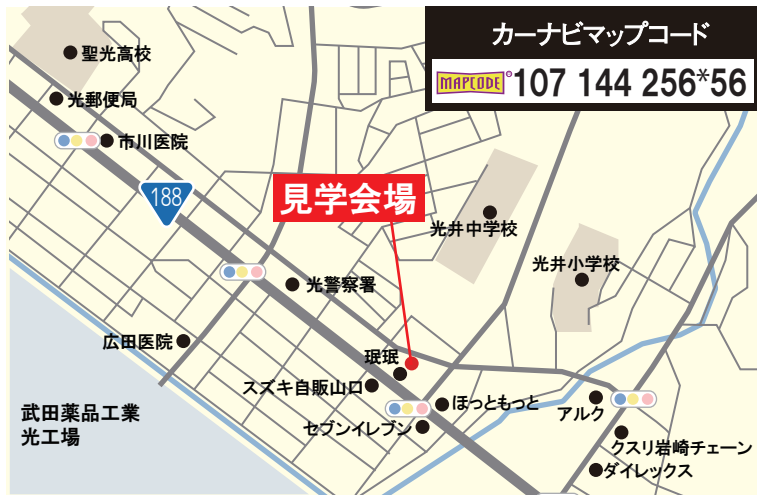 カーナビマップコード
MAPCODE® 107 144 256*56
聖光高校
光郵便局
市川医院
188
見学会場
光井中学校
光井小学校
光警察署
広田医院
珉珉
スズキ自販山口
ほっともっと
アルク
武田薬品工業
光工場
セブンイレブン
クスリ岩崎チェーン
ダイレックス